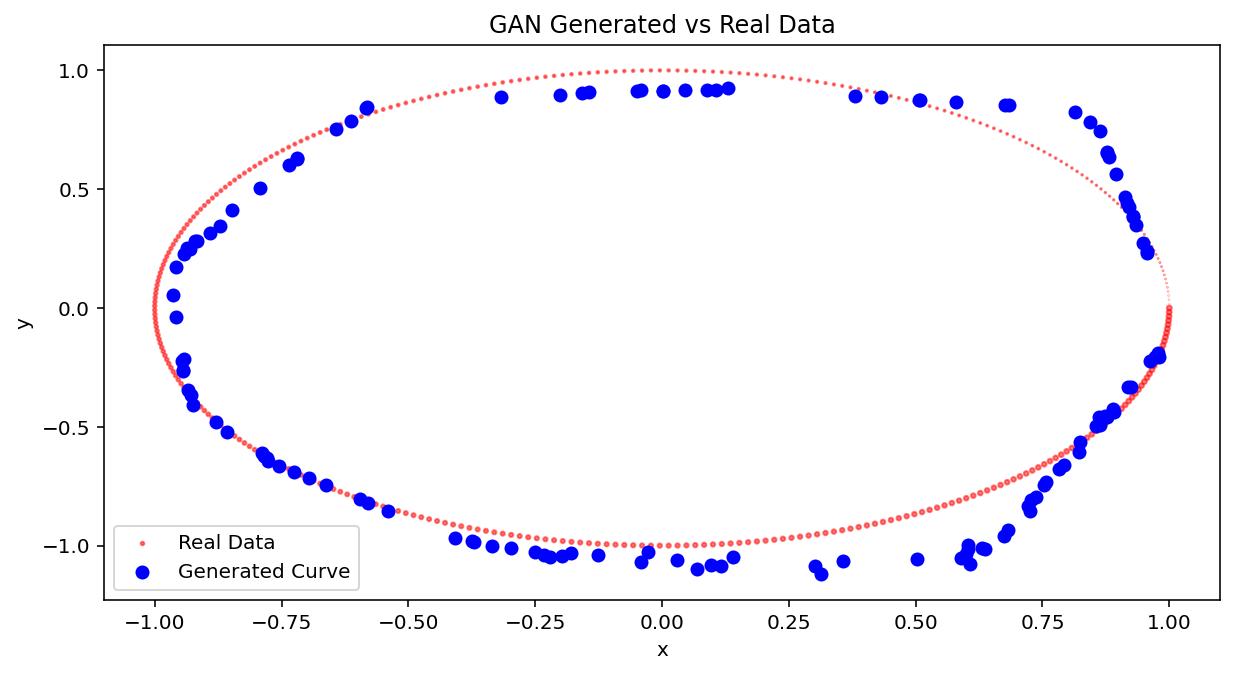 GAN Generated vs Real Data
1.0
0.5
0.0
−0.5
−1.0
y
Real Data
Generated Curve
−1.00 −0.75 −0.50 −0.25 0.00 0.25 0.50 0.75 1.00
x